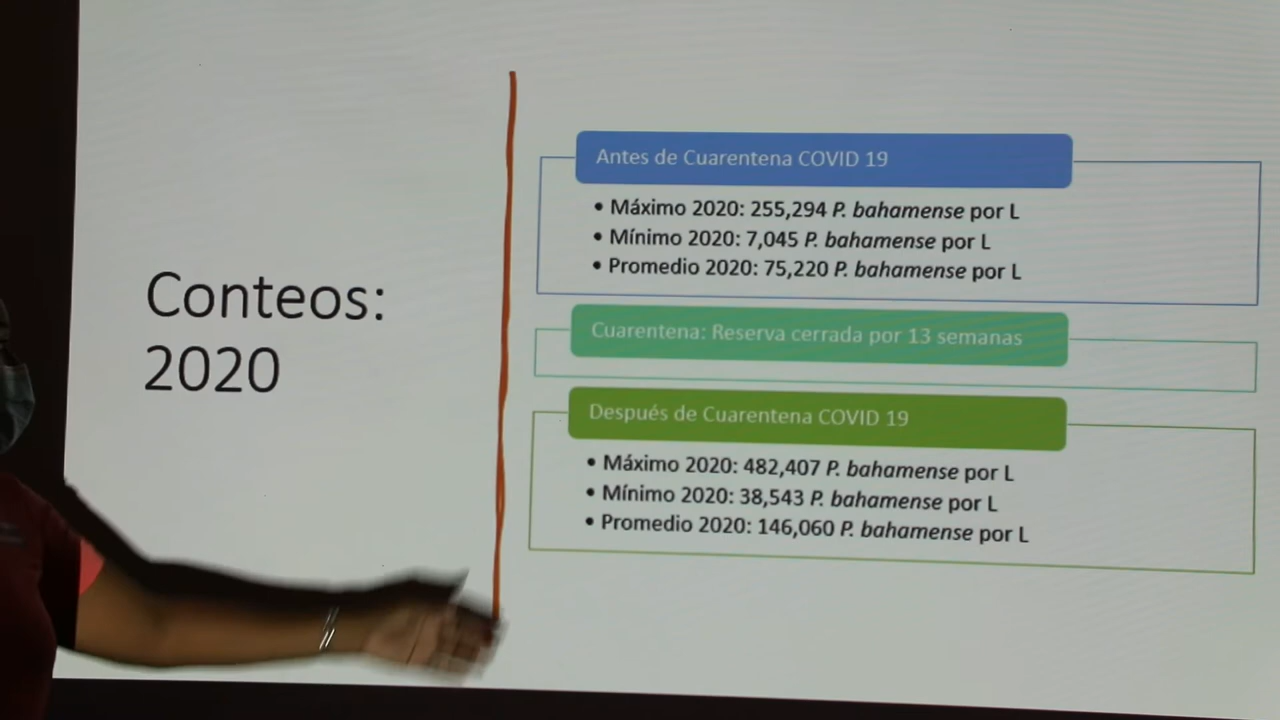 Conteos:
2020
Antes de Cuarentena COVID 19
• Máximo 2020: 255,294 P. bahamense por L
• Mínimo 2020: 7,045 P. bahamense por L
• Promedio 2020: 75,220 P. bahamense por L
Cuarentena: Reserva cerrada por 13 semanas
Después de Cuarentena COVID 19
• Máximo 2020: 482,407 P. bahamense por L
• Mínimo 2020: 38,543 P. bahamense por L
• Promedio 2020: 146,060 P. bahamense por L